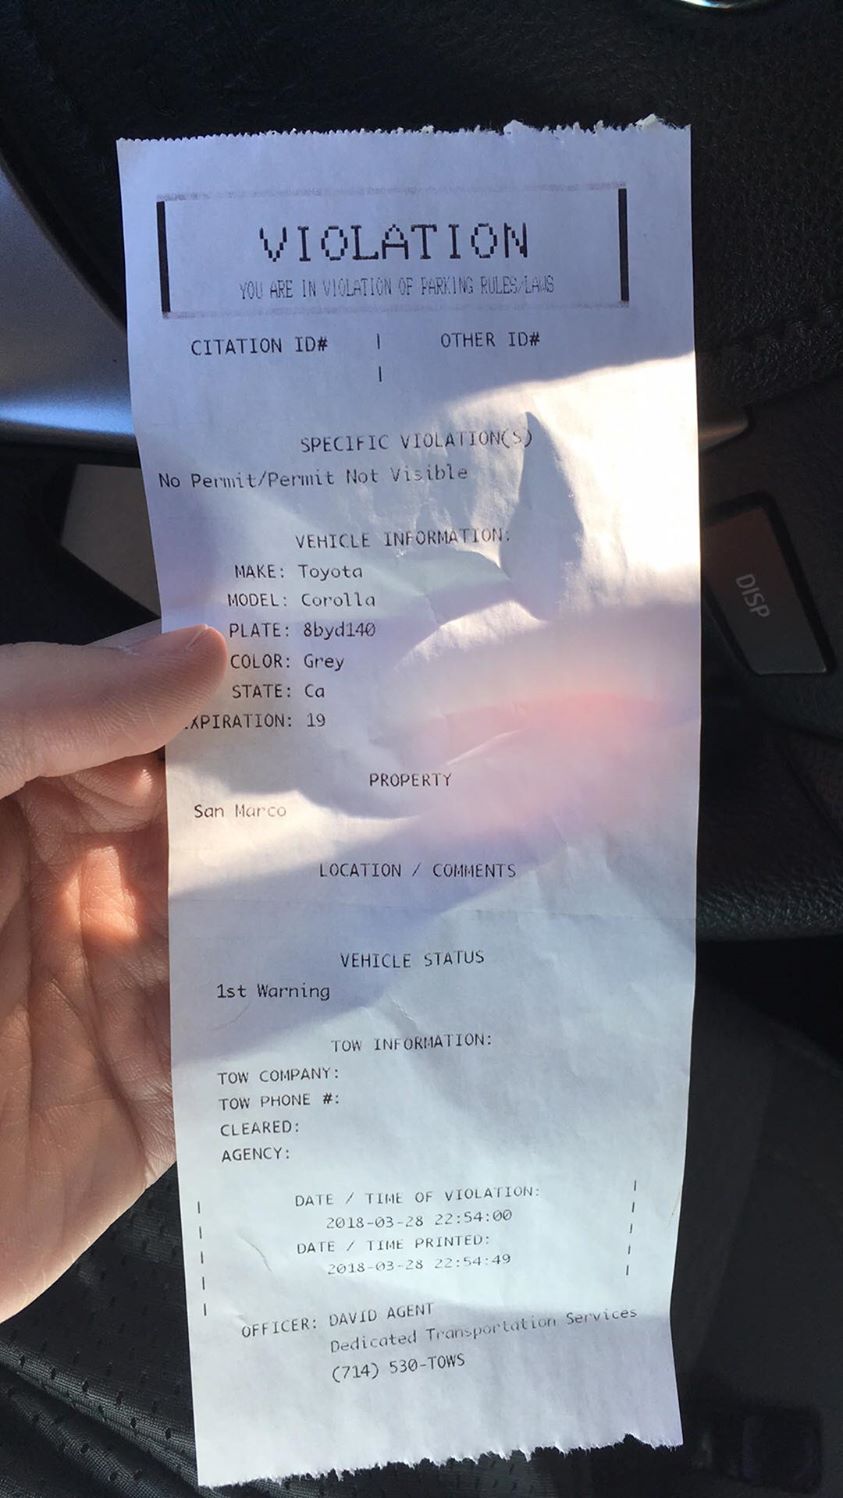 VIOLATION
YOU ARE IN VIOLATION OF PARKING RULES/LAWS
CITATION ID# | OTHER ID#
|
SPECIFIC VIOLATION(S)
No Permit/Permit Not Visible
VEHICLE INFORMATION:
MAKE: Toyota
MODEL: Corolla
PLATE: 8byd140
COLOR: Grey
STATE: Ca
XPIRATION: 19
PROPERTY
San Marco
LOCATION / COMMENTS
VEHICLE STATUS
1st Warning
TOW INFORMATION:
TOW COMPANY:
TOW PHONE #:
CLEARED:
AGENCY:
DATE / TIME OF VIOLATION:
2018-03-28 22:54:00
DATE / TIME PRINTED:
2018-03-28 22:54:49
OFFICER: DAVID AGENT
Dedicated Transportation Services
(714) 530-TOWS
DISP